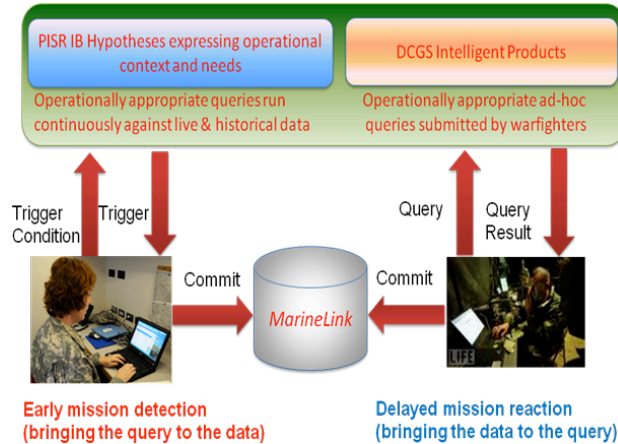 PISR IB Hypotheses expressing operational
context and needs
DCGS Intelligent Products
Operationally appropriate queries run
continuously against live & historical data
Operationally appropriate ad-hoc
queries submitted by warfighters
Trigger
Condition
Trigger
Query
Query
Result
Commit
Commit
MarineLink
LIFE
Early mission detection
(bringing the query to the data)
Delayed mission reaction
(bringing the data to the query)